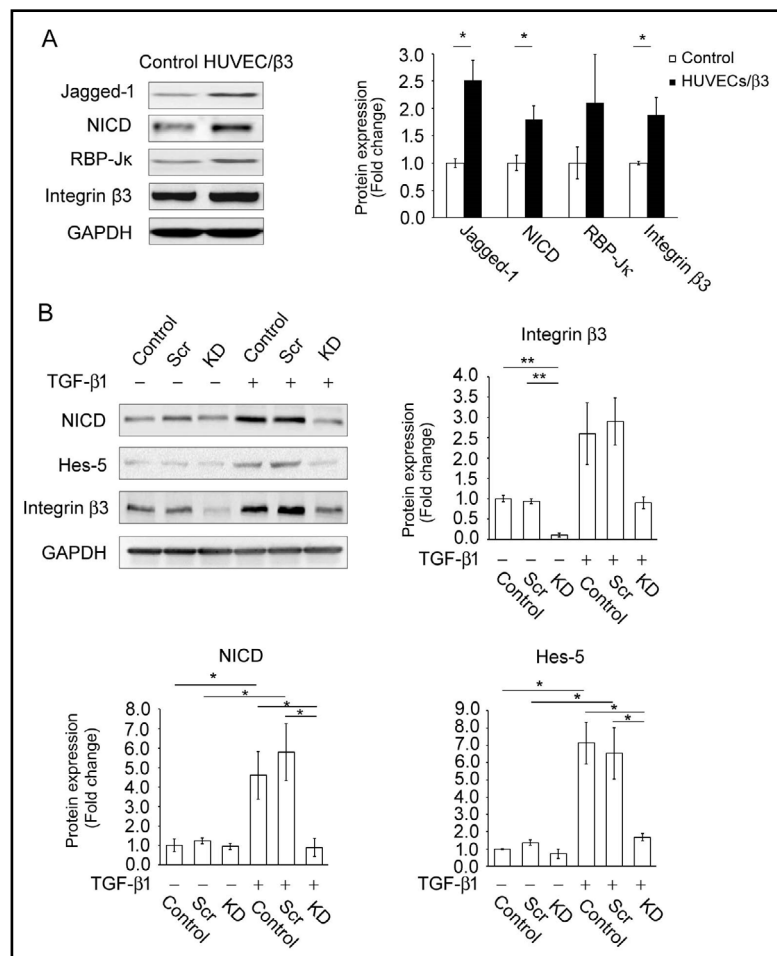 A
Control HUVEC/β3
Jagged-1
NICD
RBP-Jκ
Integrin β3
GAPDH
* * *
Control
HUVECs/β3
Protein expression
(Fold change)
3.0
2.5
2.0
1.5
1.0
0.5
0.0
Jagged-1
NICD
RBP-Jκ
Integrin β3
B
Control Scr KD Control Scr KD
TGF-β1 – – – + + +
NICD
Hes-5
Integrin β3
GAPDH
Integrin β3
**
**
Protein expression
(Fold change)
4.0
3.5
3.0
2.5
2.0
1.5
1.0
0.5
0.0
TGF-β1 – – – + + +
Control Scr KD Control Scr KD
NICD
*
*
*
*
Protein expression
(Fold change)
8.0
7.0
6.0
5.0
4.0
3.0
2.0
1.0
0.0
TGF-β1 – – – + + +
Control Scr KD Control Scr KD
Hes-5
*
*
*
*
Protein expression
(Fold change)
9.0
8.0
7.0
6.0
5.0
4.0
3.0
2.0
1.0
0.0
TGF-β1 – – – + + +
Control Scr KD Control Scr KD